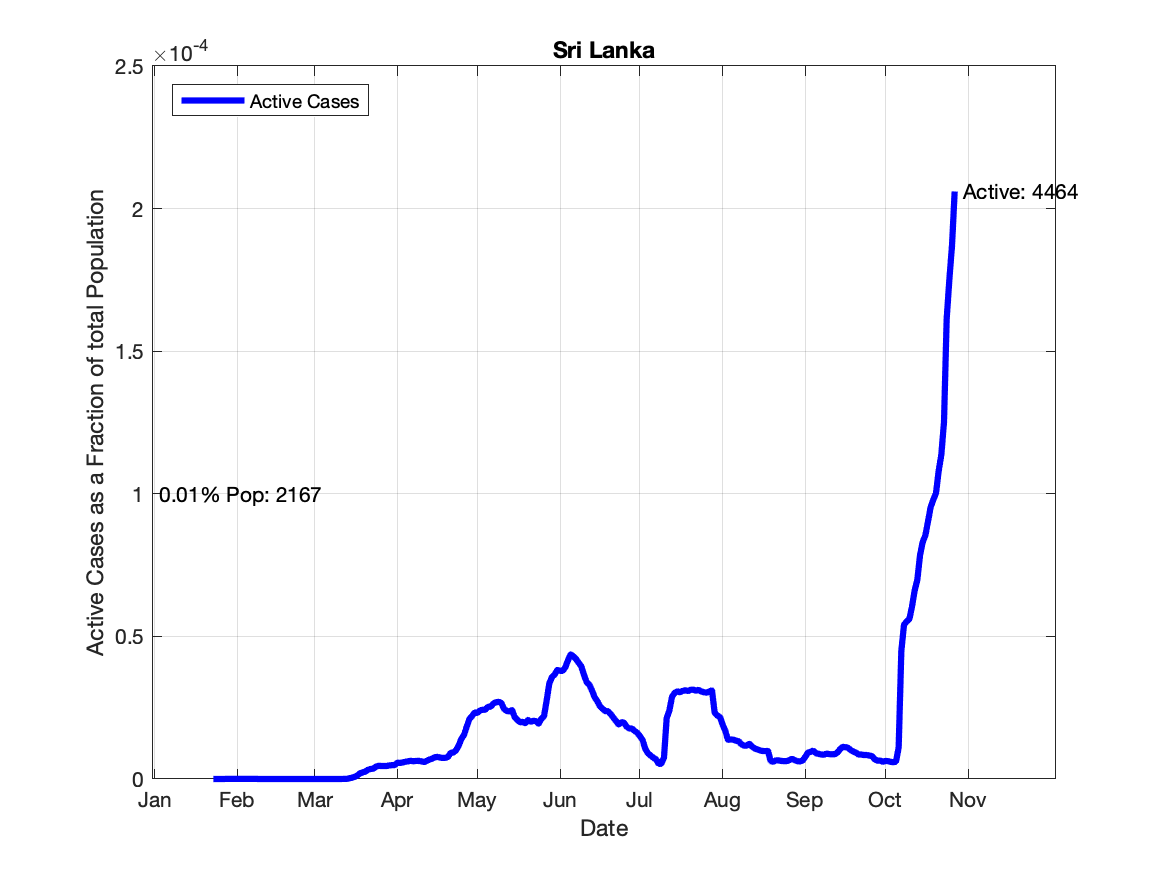 Sri Lanka
×10-4
2.5
2
1.5
1
0.5
0
Active Cases
Active: 4464
0.01% Pop: 2167
Active Cases as a Fraction of total Population
Jan Feb Mar Apr May Jun Jul Aug Sep Oct Nov
Date